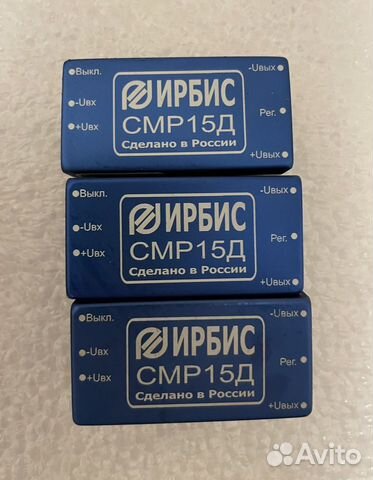 Выкл.
-Uвх
+Uвх
ИРБИС
СМР15Д
Сделано в России
-Uвых
Рег.
+Uвых
Выкл.
-Uвх
+Uвх
ИРБИС
СМР15Д
Сделано в России
-Uвых
Рег.
+Uвых
Выкл.
-Uвх
+Uвх
ИРБИС
СМР15Д
Сделано в России
-Uвых
Рег.
+Uвых
Avito